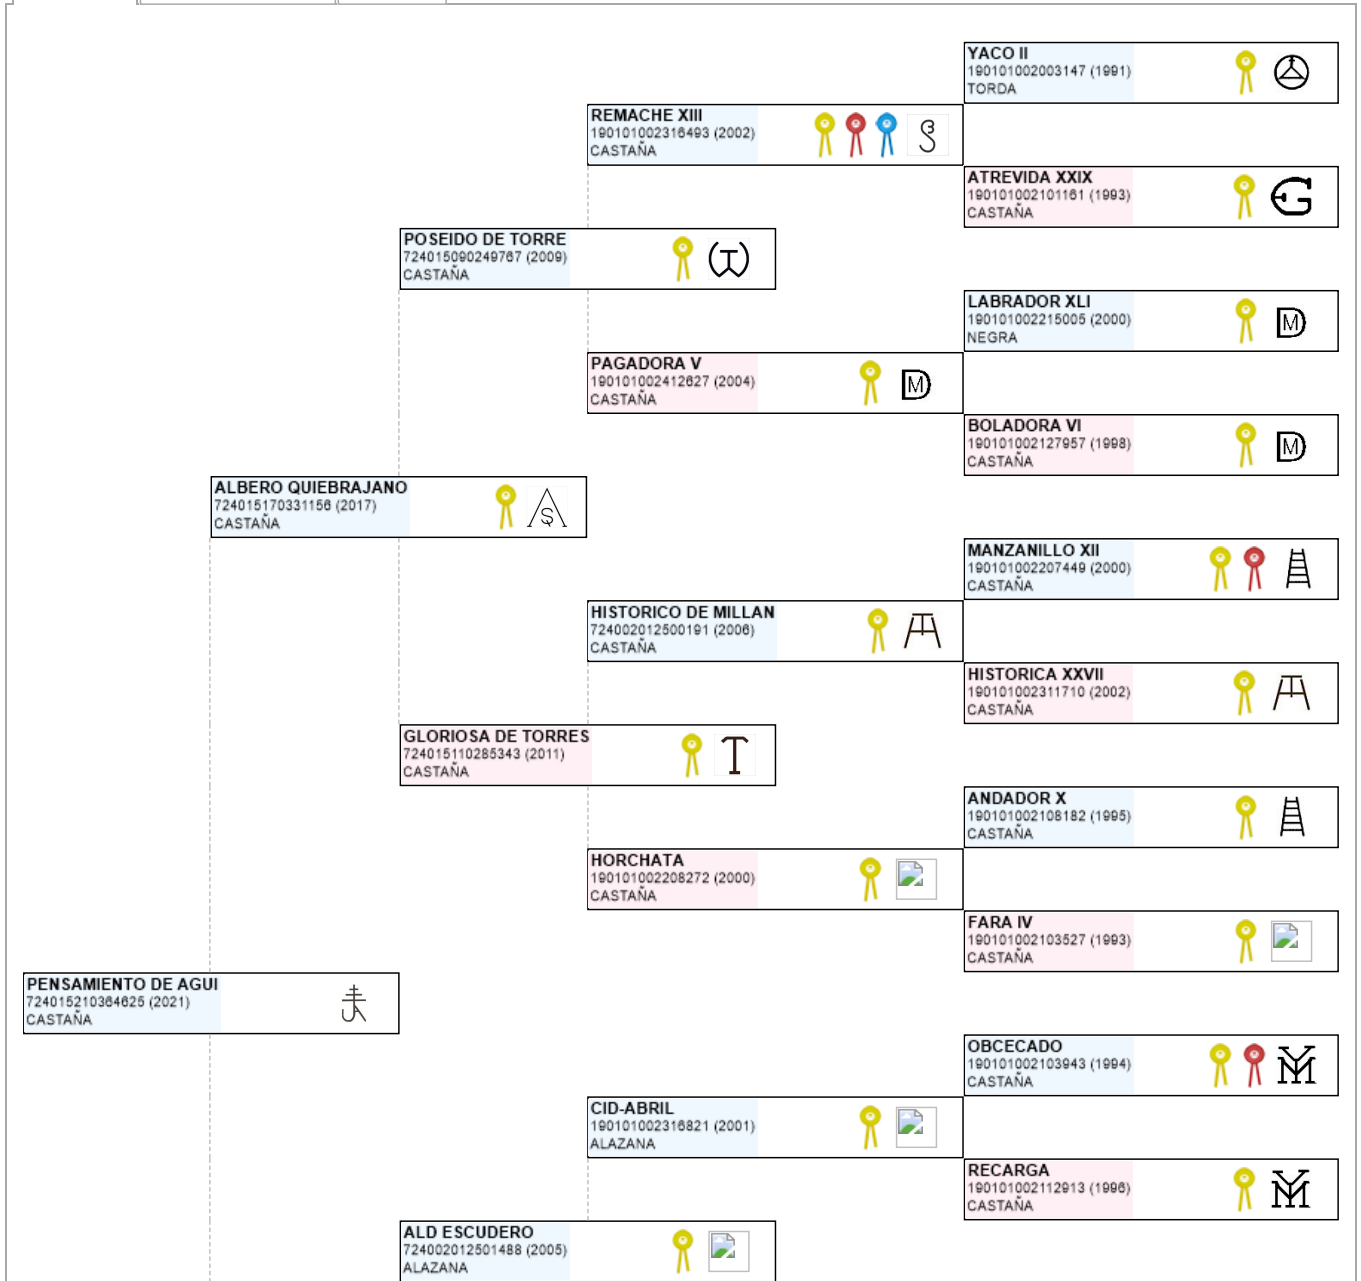 YACO II
190101002003147 (1991)
TORDA
REMACHE XIII
190101002316493 (2002)
CASTAÑA
ATREVIDA XXIX
190101002101161 (1993)
CASTAÑA
POSEIDO DE TORRE
724015090249767 (2009)
CASTAÑA
LABRADOR XLI
190101002215005 (2000)
NEGRA
PAGADORA V
190101002412627 (2004)
CASTAÑA
BOLADORA VI
190101002127957 (1998)
CASTAÑA
ALBERO QUIEBRAJANO
724015170331156 (2017)
CASTAÑA
MANZANILLO XII
190101002207449 (2000)
CASTAÑA
HISTORICO DE MILLAN
724002012500191 (2006)
CASTAÑA
HISTORICA XXVII
190101002311710 (2002)
CASTAÑA
GLORIOSA DE TORRES
724015110285343 (2011)
CASTAÑA
ANDADOR X
190101002108182 (1995)
CASTAÑA
HORCHATA
190101002208272 (2000)
CASTAÑA
FARA IV
190101002103527 (1993)
CASTAÑA
PENSAMIENTO DE AGUI
724015210364625 (2021)
CASTAÑA
OBCECADO
190101002103943 (1994)
CASTAÑA
CID-ABRIL
190101002316821 (2001)
ALAZANA
RECARGA
190101002112913 (1996)
CASTAÑA
ALD ESCUDERO
724002012501488 (2005)
ALAZANA